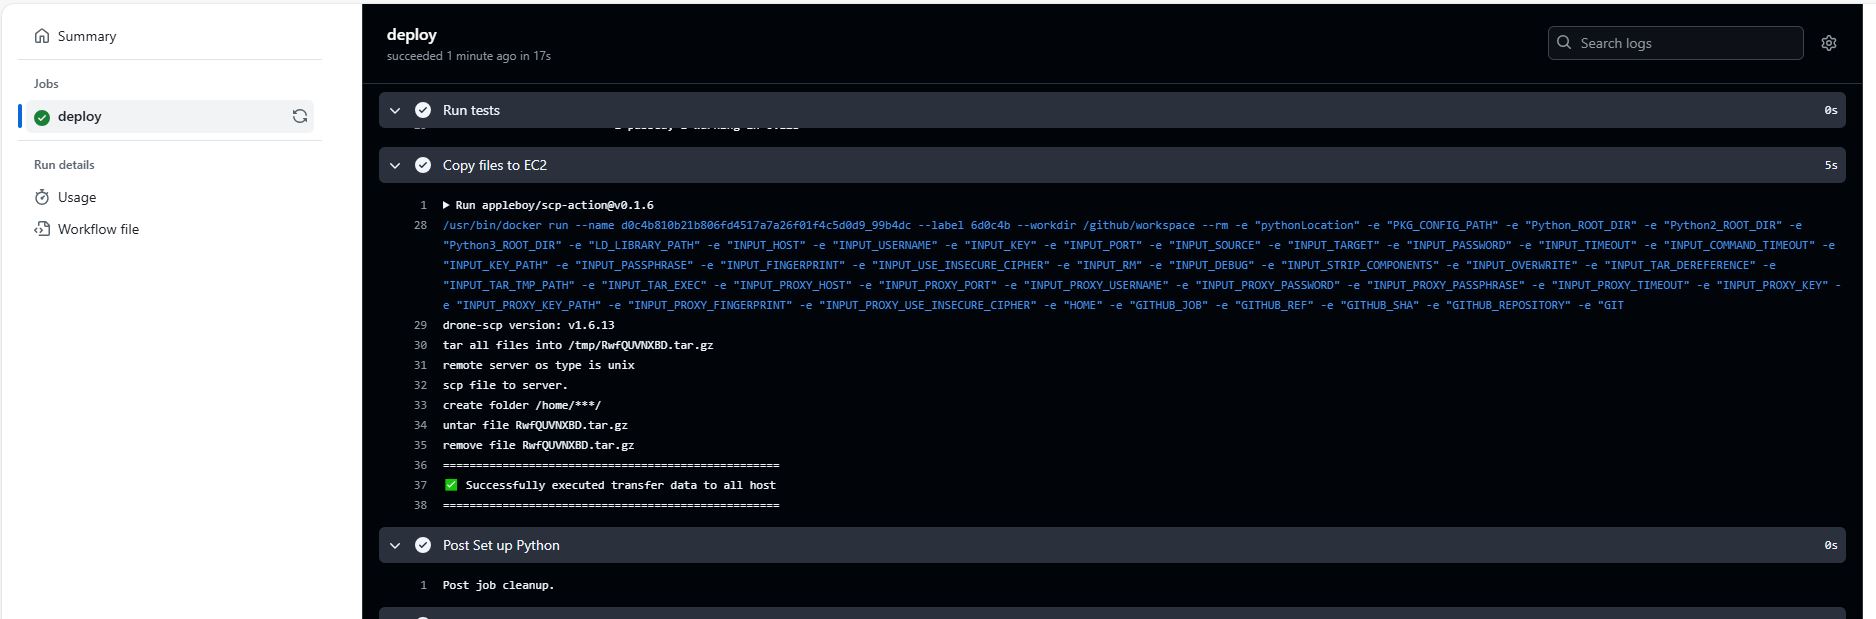 Summary
Jobs
deploy
Run details
Usage
Workflow file
deploy
succeeded 1 minute ago in 17s
Search logs
Run tests
0s
Copy files to EC2
5s
1 Run appleboy/scp-action@v0.1.6
28 /usr/bin/docker run --name d0c4b810b21b806fd4517a7a26f01f4c5d0d9_99b4dc --label 6d0c4b --workdir /github/workspace --rm -e "pythonLocation" -e "PKG_CONFIG_PATH" -e "Python_ROOT_DIR" -e "Python2_ROOT_DIR" -e
"Python3_ROOT_DIR" -e "LD_LIBRARY_PATH" -e "INPUT_HOST" -e "INPUT_USERNAME" -e "INPUT_KEY" -e "INPUT_PORT" -e "INPUT_SOURCE" -e "INPUT_TARGET" -e "INPUT_PASSWORD" -e "INPUT_TIMEOUT" -e "INPUT_COMMAND_TIMEOUT" -e
"INPUT_KEY_PATH" -e "INPUT_PASSPHRASE" -e "INPUT_FINGERPRINT" -e "INPUT_USE_INSECURE_CIPHER" -e "INPUT_RM" -e "INPUT_DEBUG" -e "INPUT_STRIP_COMPONENTS" -e "INPUT_OVERWRITE" -e "INPUT_TAR_DEREFERENCE" -e
"INPUT_TAR_TMP_PATH" -e "INPUT_TAR_EXEC" -e "INPUT_PROXY_HOST" -e "INPUT_PROXY_PORT" -e "INPUT_PROXY_USERNAME" -e "INPUT_PROXY_PASSWORD" -e "INPUT_PROXY_PASSPHRASE" -e "INPUT_PROXY_TIMEOUT" -e "INPUT_PROXY_KEY" -
e "INPUT_PROXY_KEY_PATH" -e "INPUT_PROXY_FINGERPRINT" -e "INPUT_PROXY_USE_INSECURE_CIPHER" -e "HOME" -e "GITHUB_JOB" -e "GITHUB_REF" -e "GITHUB_SHA" -e "GITHUB_REPOSITORY" -e "GIT
29 drone-scp version: v1.6.13
30 tar all files into /tmp/RwfQUVNXBD.tar.gz
31 remote server os type is unix
32 scp file to server.
33 create folder /home/***/
34 untar file RwfQUVNXBD.tar.gz
35 remove file RwfQUVNXBD.tar.gz
36 ===================================================
37 ✅ Successfully executed transfer data to all host
38 ===================================================
Post Set up Python
0s
1 Post job cleanup.